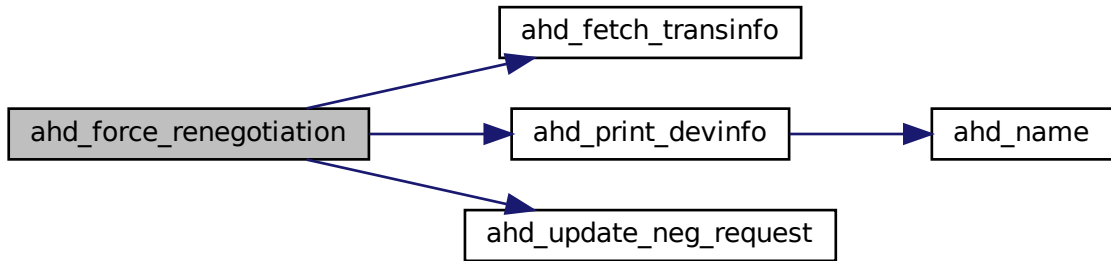 ahd_fetch_transinfo
ahd_force_renegotiation
ahd_print_devinfo
ahd_name
ahd_update_neg_request